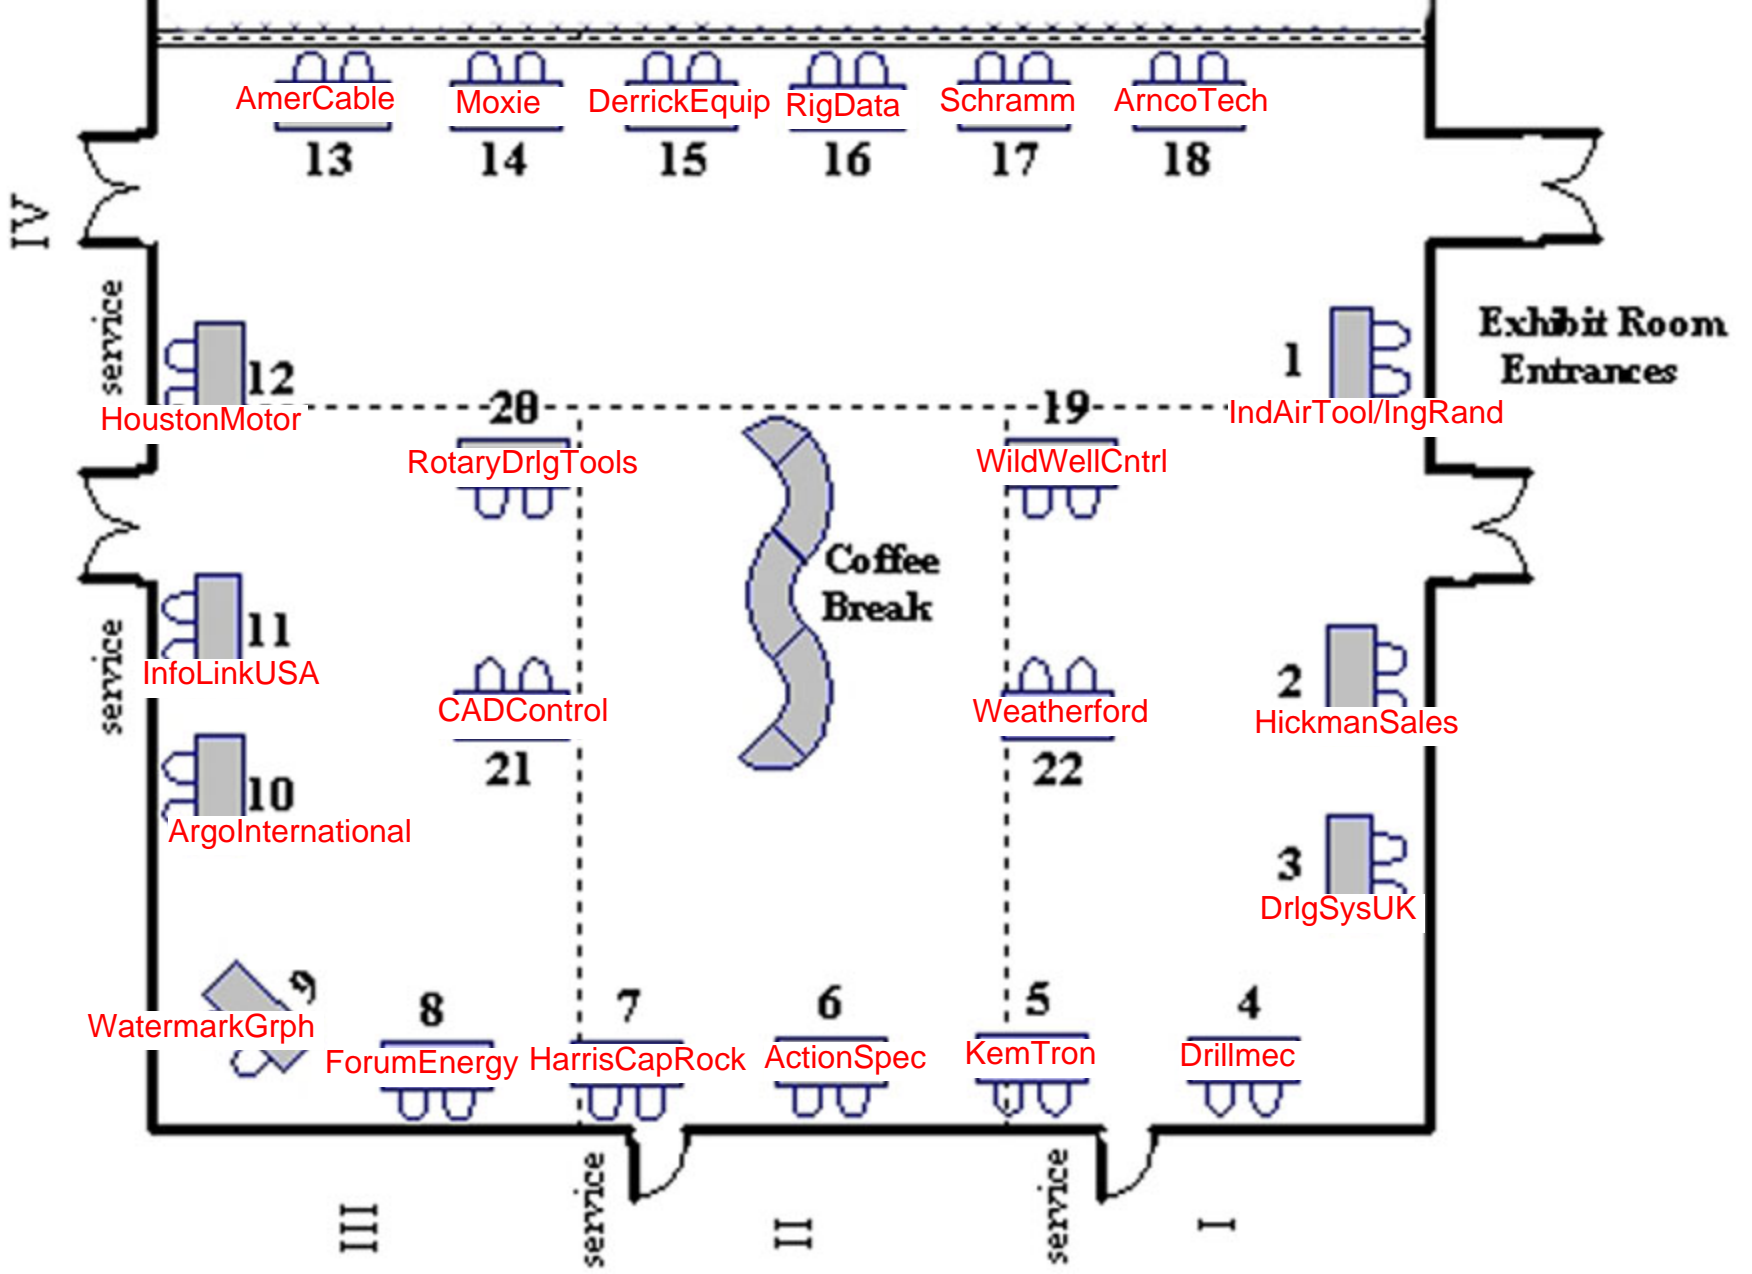 AmerCable
Moxie
DerrickEquip
RigData
Schramm
ArncoTech
13
14
15
16
17
18
IV
service
Exhibit Room
Entrances
12
1
HoustonMotor
20
19
IndAirTool/IngRand
RotaryDrlgTools
WildWellCntrl
Coffee
Break
11
InfoLinkUSA
service
2
CADControl
Weatherford
HickmanSales
21
22
10
ArgoInternational
3
DrlgSysUK
9
WatermarkGrph
8
7
6
5
4
ForumEnergy
HarrisCapRock
ActionSpec
KemTron
Drillmec
service
service
III
II
I